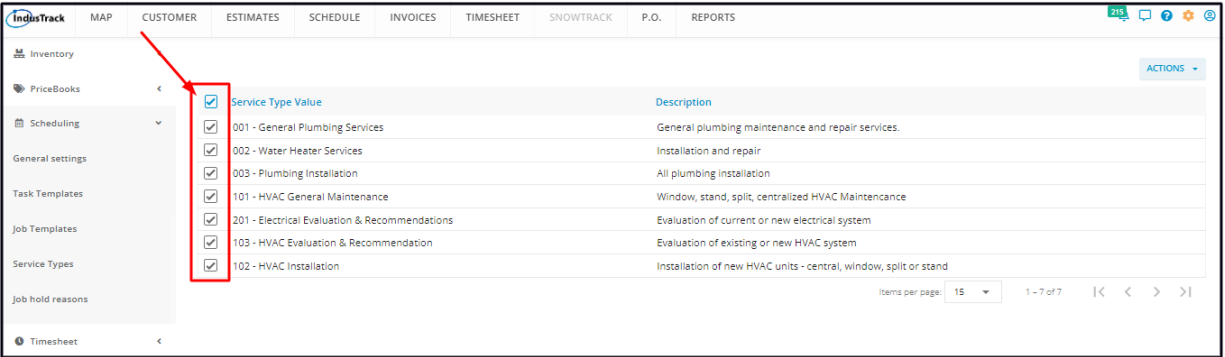 IndusTrack MAP CUSTOMER ESTIMATES SCHEDULE INVOICES TIMESHEET SNOWTRACK P.O. REPORTS 215
Inventory
ACTIONS
PriceBooks
Service Type Value Description
Scheduling
001 - General Plumbing Services General plumbing maintenance and repair services.
002 - Water Heater Services Installation and repair
General settings
003 - Plumbing Installation All plumbing installation
Task Templates
101 - HVAC General Maintenance Window, stand, split, centralized HVAC Maintencance
201 - Electrical Evaluation & Recommendations Evaluation of current or new electrical system
Job Templates
103 - HVAC Evaluation & Recommendation Evaluation of existing or new HVAC system
Service Types
102 - HVAC Installation Installation of new HVAC units - central, window, split or stand
Items per page: 15 1 – 7 of 7
Job hold reasons
Timesheet